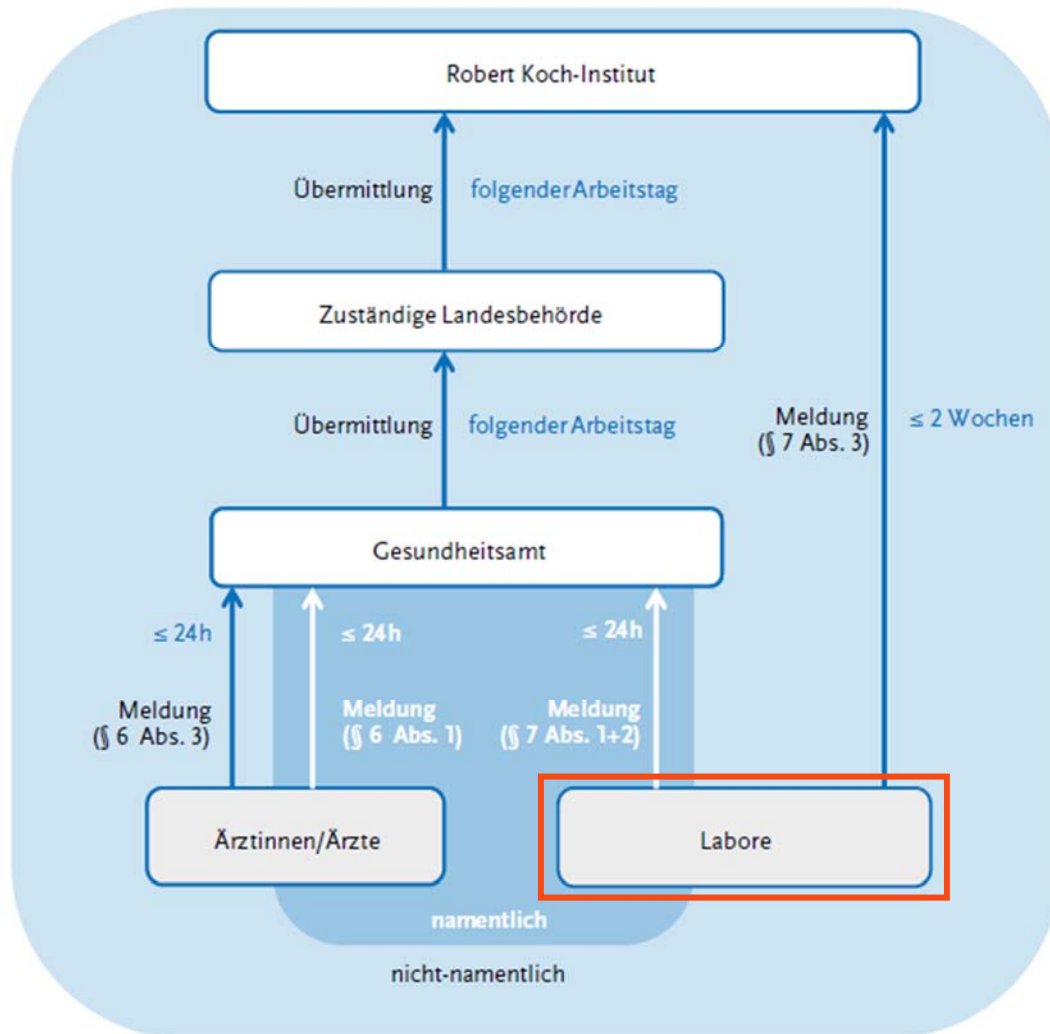 Robert Koch-Institut
Übermittlung folgender Arbeitstag
Zuständige Landesbehörde
Übermittlung folgender Arbeitstag
Meldung
(§ 7 Abs. 3)
≤ 2 Wochen
Gesundheitsamt
≤ 24h
≤ 24h
≤ 24h
Meldung
(§ 6 Abs. 3)
Meldung
(§ 6 Abs. 1)
Meldung
(§ 7 Abs. 1+2)
Ärztinnen/Ärzte
Labore
namentlich
nicht-namentlich